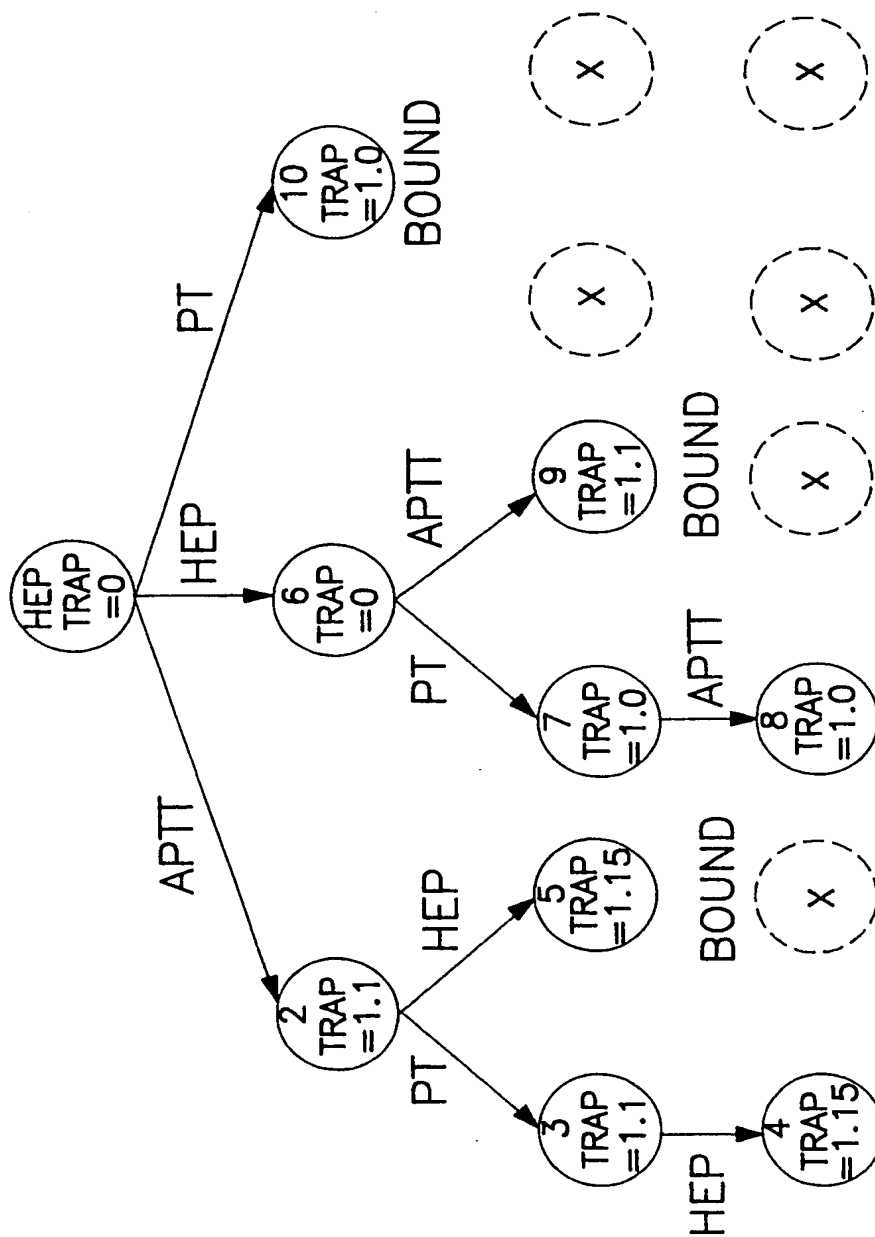 HEP
TRAP
=0
APTT
HEP
PT
2
TRAP
=1.1
6
TRAP
=0
10
TRAP
=1.0
BOUND
PT
HEP
PT
APTT
3
TRAP
=1.1
5
TRAP
=1.15
7
TRAP
=1.0
9
TRAP
=1.1
X
X
HEP
BOUND
APTT
BOUND
4
TRAP
=1.15
X
8
TRAP
=1.0
X
X
X